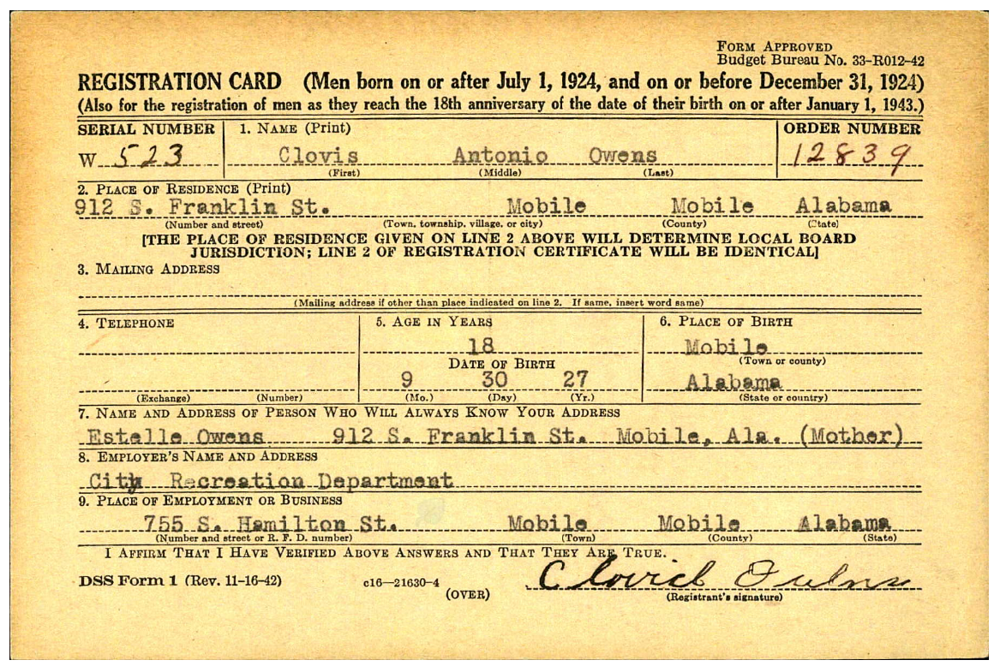 FORM APPROVED
Budget Bureau No. 33-R012-42
REGISTRATION CARD (Men born on or after July 1, 1924, and on or before December 31, 1924)
(Also for the registration of men as they reach the 18th anniversary of the date of their birth on or after January 1, 1943.)
SERIAL NUMBER 1. NAME (Print) ORDER NUMBER
W 523 Clovis Antonio Owens 12839
(First) (Middle) (Last)
2. PLACE OF RESIDENCE (Print)
912 S. Franklin St. Mobile Mobile Alabama
(Number and street) (Town, township, village, or city) (County) (State)
[THE PLACE OF RESIDENCE GIVEN ON LINE 2 ABOVE WILL DETERMINE LOCAL BOARD
JURISDICTION; LINE 2 OF REGISTRATION CERTIFICATE WILL BE IDENTICAL]
3. MAILING ADDRESS
(Mailing address if other than place indicated on line 2. If same, insert word same)
4. TELEPHONE 5. AGE IN YEARS 6. PLACE OF BIRTH
18 Mobile
DATE OF BIRTH (Town or county)
9 30 27 Alabama
(Exchange) (Number) (Mo.) (Day) (Yr.) (State or country)
7. NAME AND ADDRESS OF PERSON WHO WILL ALWAYS KNOW YOUR ADDRESS
Estelle Owens 912 S. Franklin St. Mobile, Ala. (Mother)
8. EMPLOYER'S NAME AND ADDRESS
City Recreation Department
9. PLACE OF EMPLOYMENT OR BUSINESS
755 S. Hamilton St. Mobile Mobile Alabama
(Number and street or R. F. D. number) (Town) (County) (State)
I AFFIRM THAT I HAVE VERIFIED ABOVE ANSWERS AND THAT THEY ARE TRUE.
DSS Form 1 (Rev. 11-16-42) c16—21630-4
(OVER) (Registrant's signature)